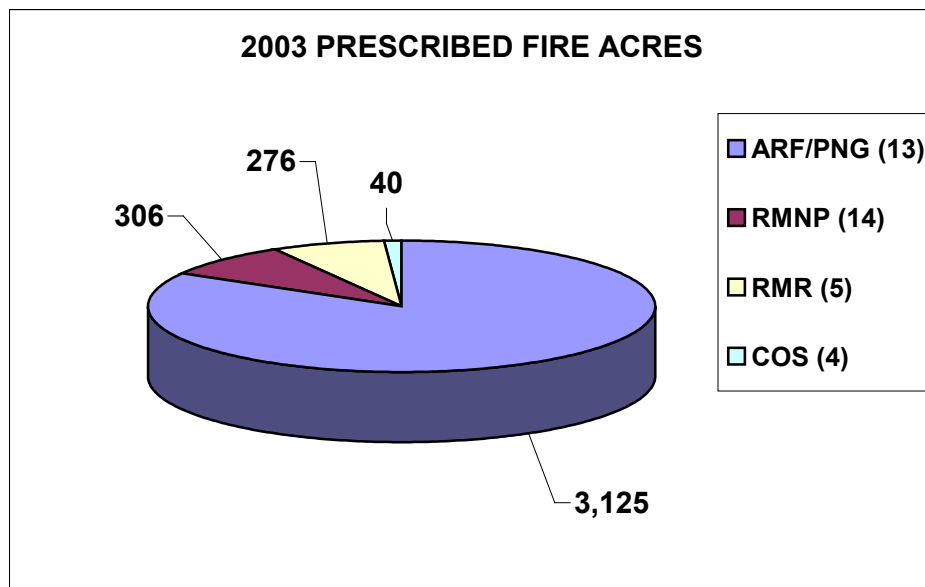 2003 PRESCRIBED FIRE ACRES
276
40
306
3,125
ARF/PNG (13)
RMNP (14)
RMR (5)
COS (4)